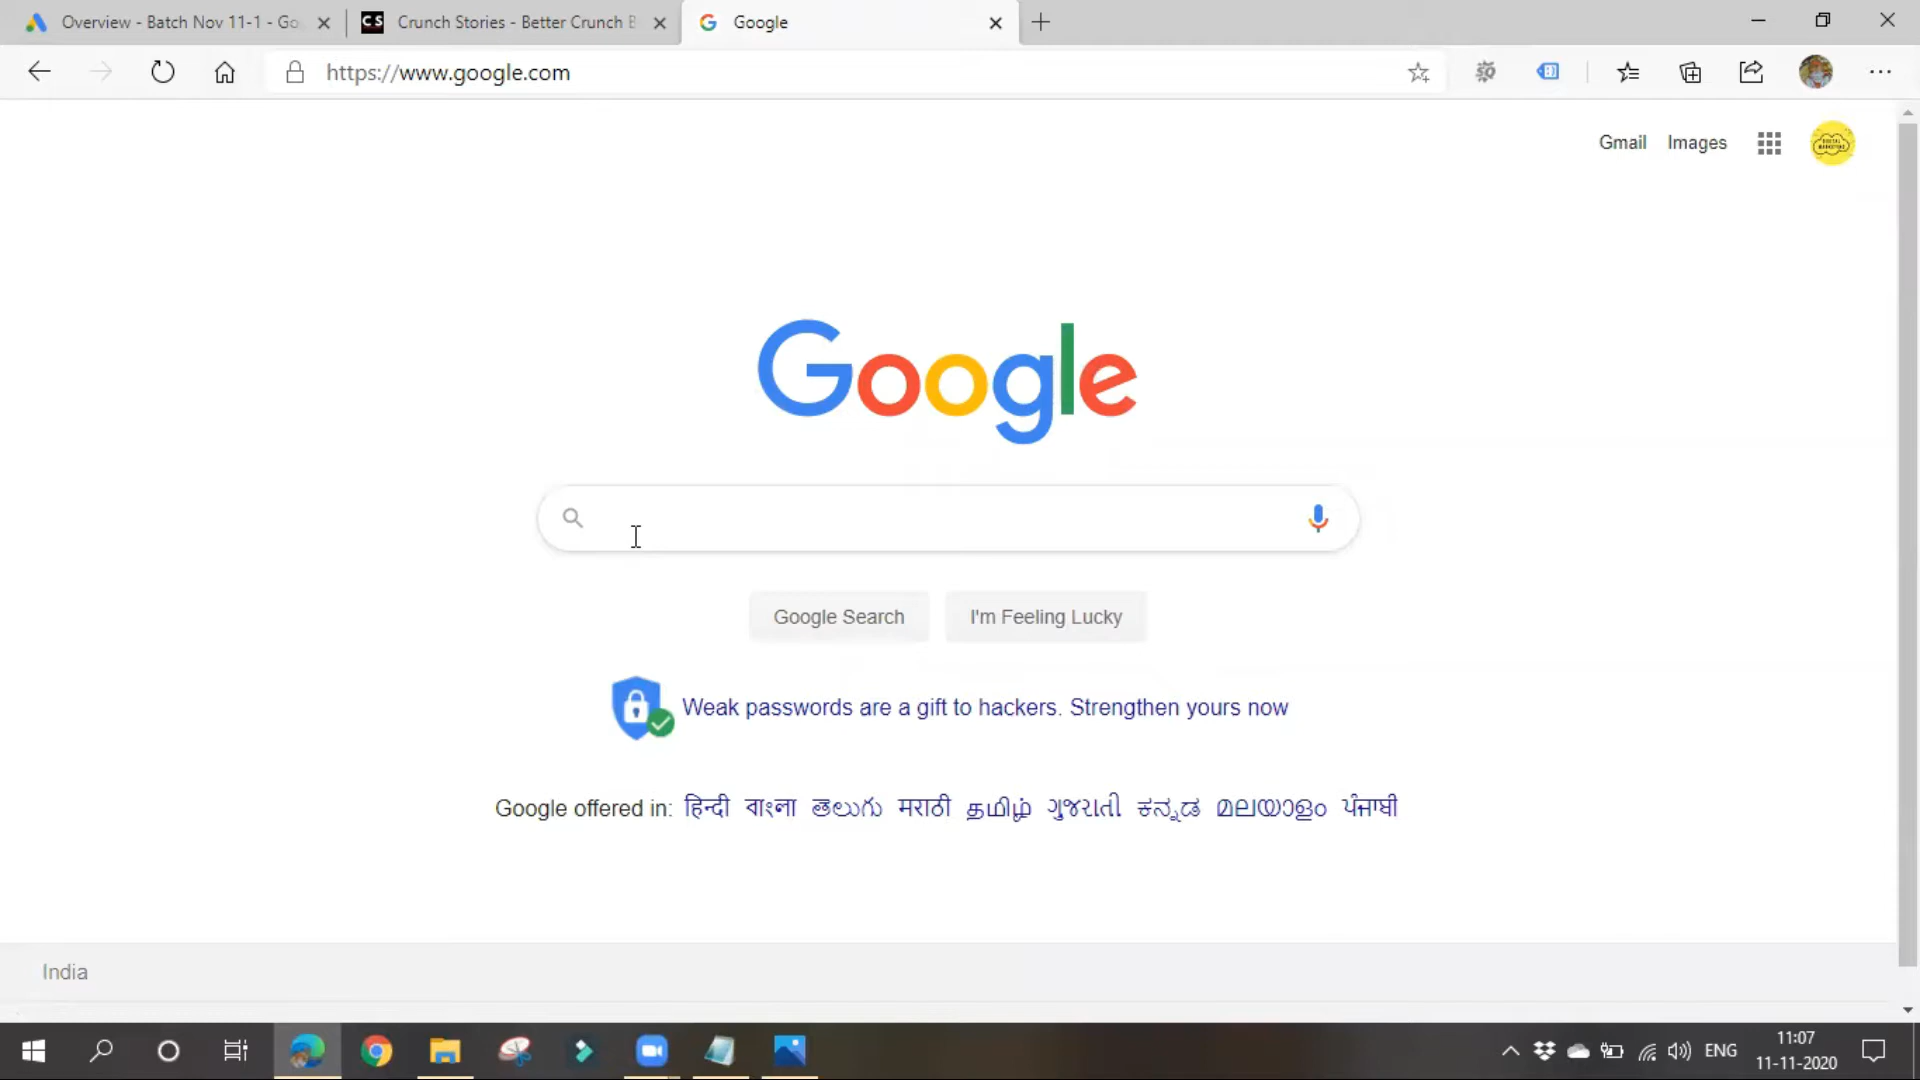 Overview - Batch Nov 11-1 - Go
CS Crunch Stories - Better Crunch B
Google
https://www.google.com
Gmail Images
Google
Google Search I'm Feeling Lucky
Weak passwords are a gift to hackers. Strengthen yours now
Google offered in: हिन्दी বাংলা తెలుగు मराठी தமிழ் ગુજરાતી ಕನ್ನಡ മലയാളം ਪੰਜਾਬੀ
India
ENG
11:07
11-11-2020